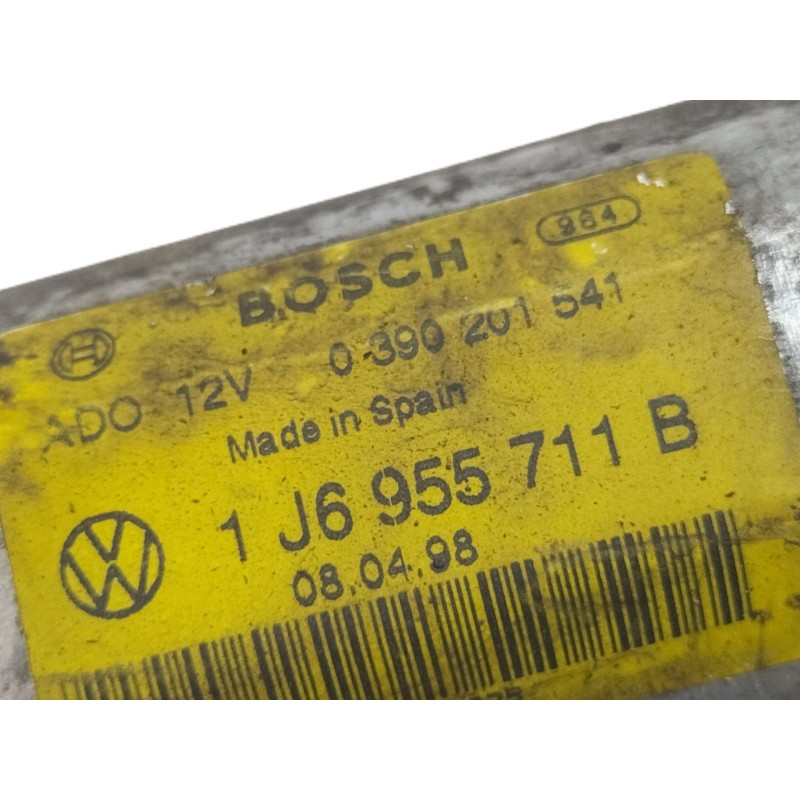 984
BOSCH
ADO 12V 0 390 201 541
Made in Spain
1 J6 955 711 B
08.04.98